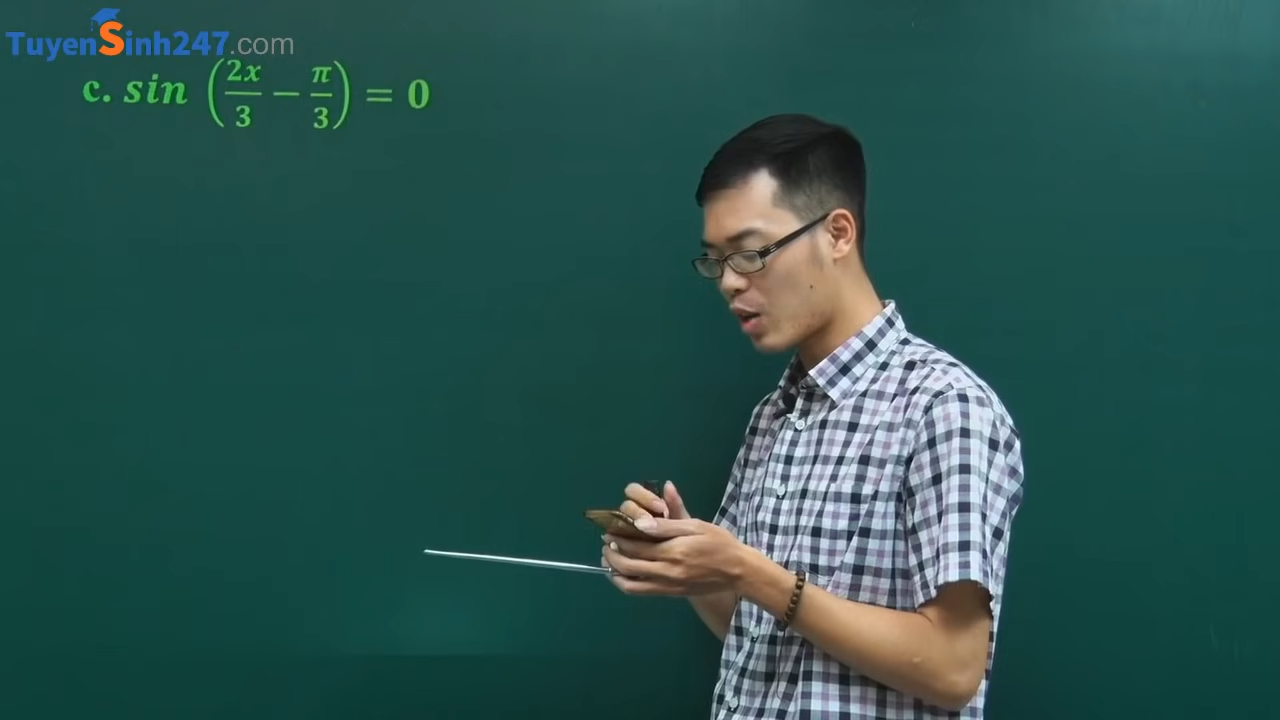 TuyenSinh247.com
c. sin (2x/3 − π/3) = 0